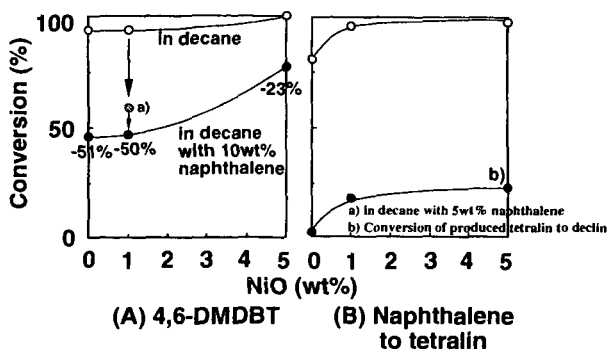 100
50
0
Conversion (%)
in decane
a)
in decane
with 10wt%
naphthalene
-51%
-50%
-23%
b)
a) in decane with 5wt% naphthalene
b) Conversion of produced tetralin to declin
0 1 2 3 4 5
0 1 2 3 4 5
NiO (wt%)
(A) 4,6-DMDBT
(B) Naphthalene
to tetralin